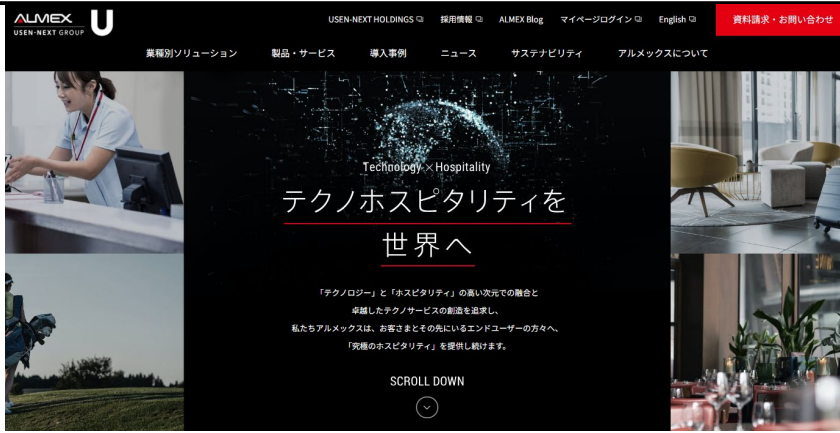 ALMEX
USEN-NEXT GROUP
U
USEN-NEXT HOLDINGS
採用情報
ALMEX Blog
マイページログイン
English
資料請求・お問い合わせ
業種別ソリューション
製品・サービス
導入事例
ニュース
サステナビリティ
アルメックスについて
Technology×Hospitality
テクノホスピタリティを
世界へ
「テクノロジー」と「ホスピタリティ」の高い次元での融合と
卓越したテクノサービスの創造を追求し、
私たちアルメックスは、お客さまとその先にいるエンドユーザーの方々へ、
「究極のホスピタリティ」を提供し続けます。
SCROLL DOWN